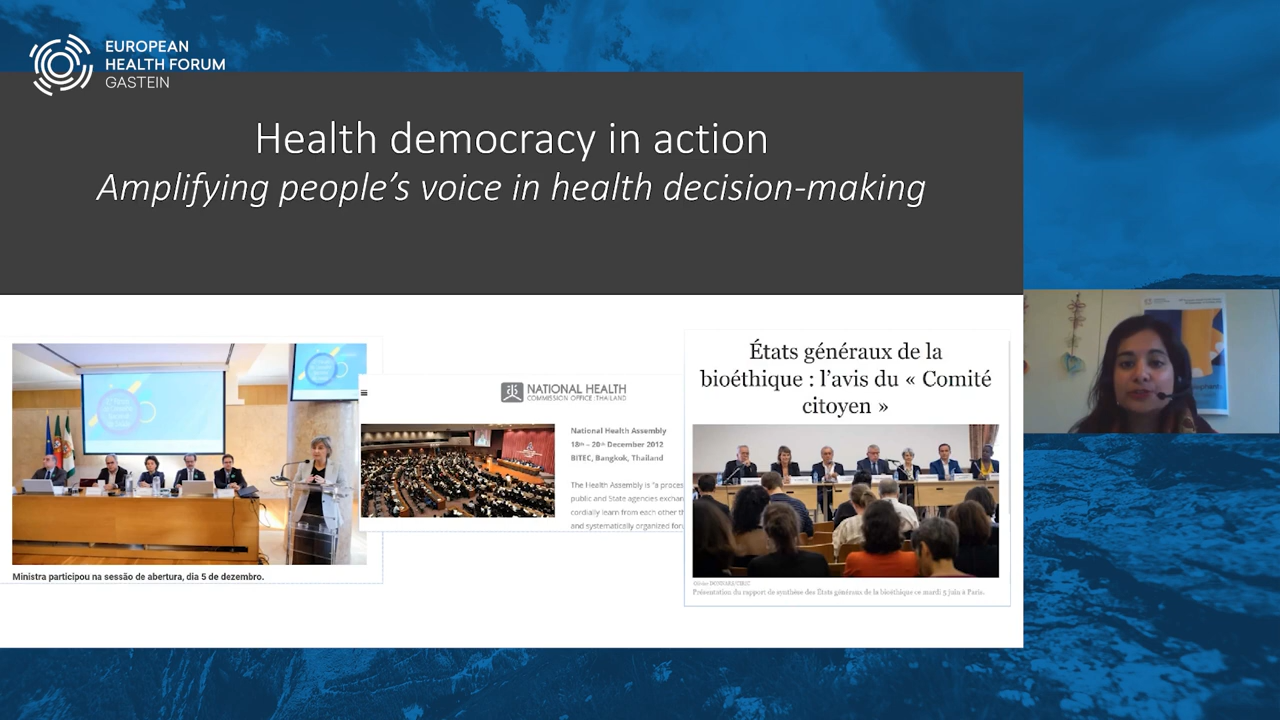 EUROPEAN
HEALTH FORUM
GASTEIN
Health democracy in action
Amplifying people's voice in health decision-making
Ministra participou na sessão de abertura, dia 5 de dezembro.
NATIONAL HEALTH
COMMISSION OFFICE :THAILAND
National Health Assembly
18th – 20th December 2012
BITEC, Bangkok, Thailand
The Health Assembly is "a proces
public and State agencies exchan
cordially learn from each other th
and systematically organized for
États généraux de la
bioéthique : l'avis du « Comité
citoyen »
Présentation du rapport de synthèse des États généraux de la bioéthique ce mardi 5 juin à Paris.